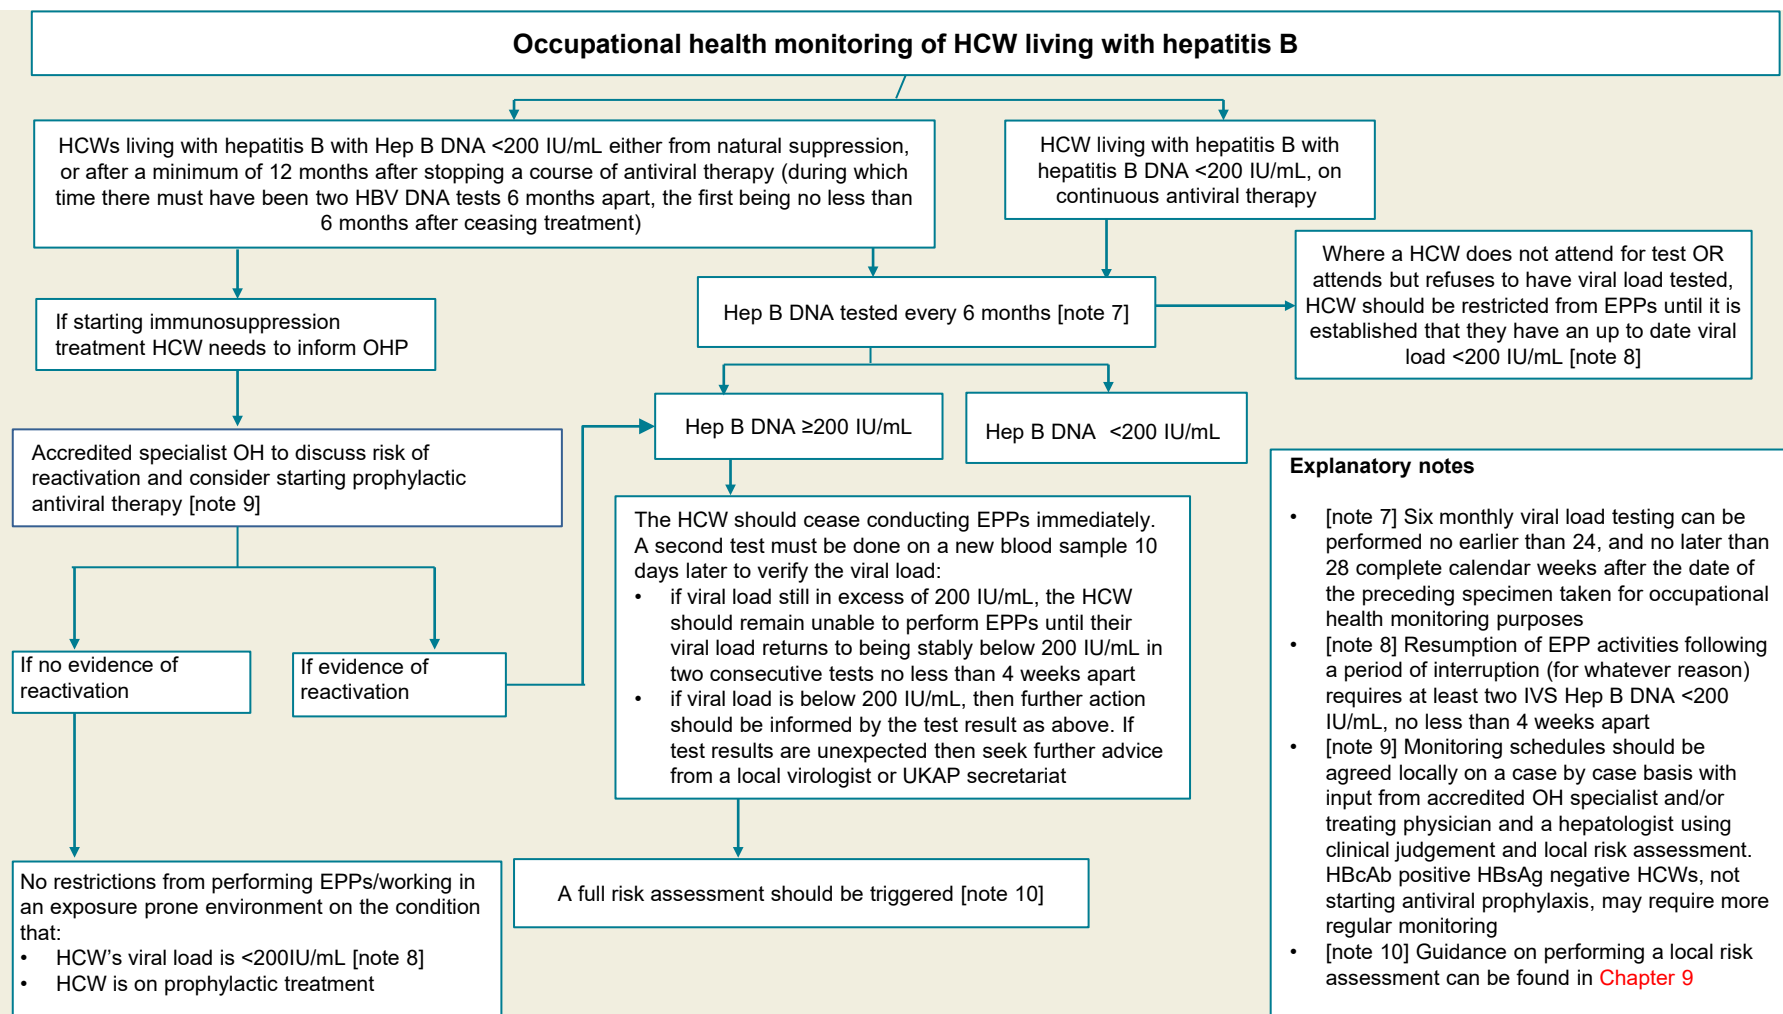 Occupational health monitoring of HCW living with hepatitis B
HCWs living with hepatitis B with Hep B DNA <200 IU/mL either from natural suppression,
or after a minimum of 12 months after stopping a course of antiviral therapy (during which
time there must have been two HBV DNA tests 6 months apart, the first being no less than
6 months after ceasing treatment)
HCW living with hepatitis B with
hepatitis B DNA <200 IU/mL, on
continuous antiviral therapy
Where a HCW does not attend for test OR
attends but refuses to have viral load tested,
HCW should be restricted from EPPs until it is
established that they have an up to date viral
load <200 IU/mL [note 8]
If starting immunosuppression
treatment HCW needs to inform OHP
Hep B DNA tested every 6 months [note 7]
Accredited specialist OH to discuss risk of
reactivation and consider starting prophylactic
antiviral therapy [note 9]
Hep B DNA ≥200 IU/mL
Hep B DNA <200 IU/mL
The HCW should cease conducting EPPs immediately.
A second test must be done on a new blood sample 10
days later to verify the viral load:
• if viral load still in excess of 200 IU/mL, the HCW
should remain unable to perform EPPs until their
viral load returns to being stably below 200 IU/mL in
two consecutive tests no less than 4 weeks apart
• if viral load is below 200 IU/mL, then further action
should be informed by the test result as above. If
test results are unexpected then seek further advice
from a local virologist or UKAP secretariat
If no evidence of
reactivation
If evidence of
reactivation
No restrictions from performing EPPs/working in
an exposure prone environment on the condition
that:
• HCW's viral load is <200IU/mL [note 8]
• HCW is on prophylactic treatment
A full risk assessment should be triggered [note 10]
Explanatory notes
• [note 7] Six monthly viral load testing can be
performed no earlier than 24, and no later than
28 complete calendar weeks after the date of
the preceding specimen taken for occupational
health monitoring purposes
• [note 8] Resumption of EPP activities following
a period of interruption (for whatever reason)
requires at least two IVS Hep B DNA <200
IU/mL, no less than 4 weeks apart
• [note 9] Monitoring schedules should be
agreed locally on a case by case basis with
input from accredited OH specialist and/or
treating physician and a hepatologist using
clinical judgement and local risk assessment.
HBcAb positive HBsAg negative HCWs, not
starting antiviral prophylaxis, may require more
regular monitoring
• [note 10] Guidance on performing a local risk
assessment can be found in Chapter 9